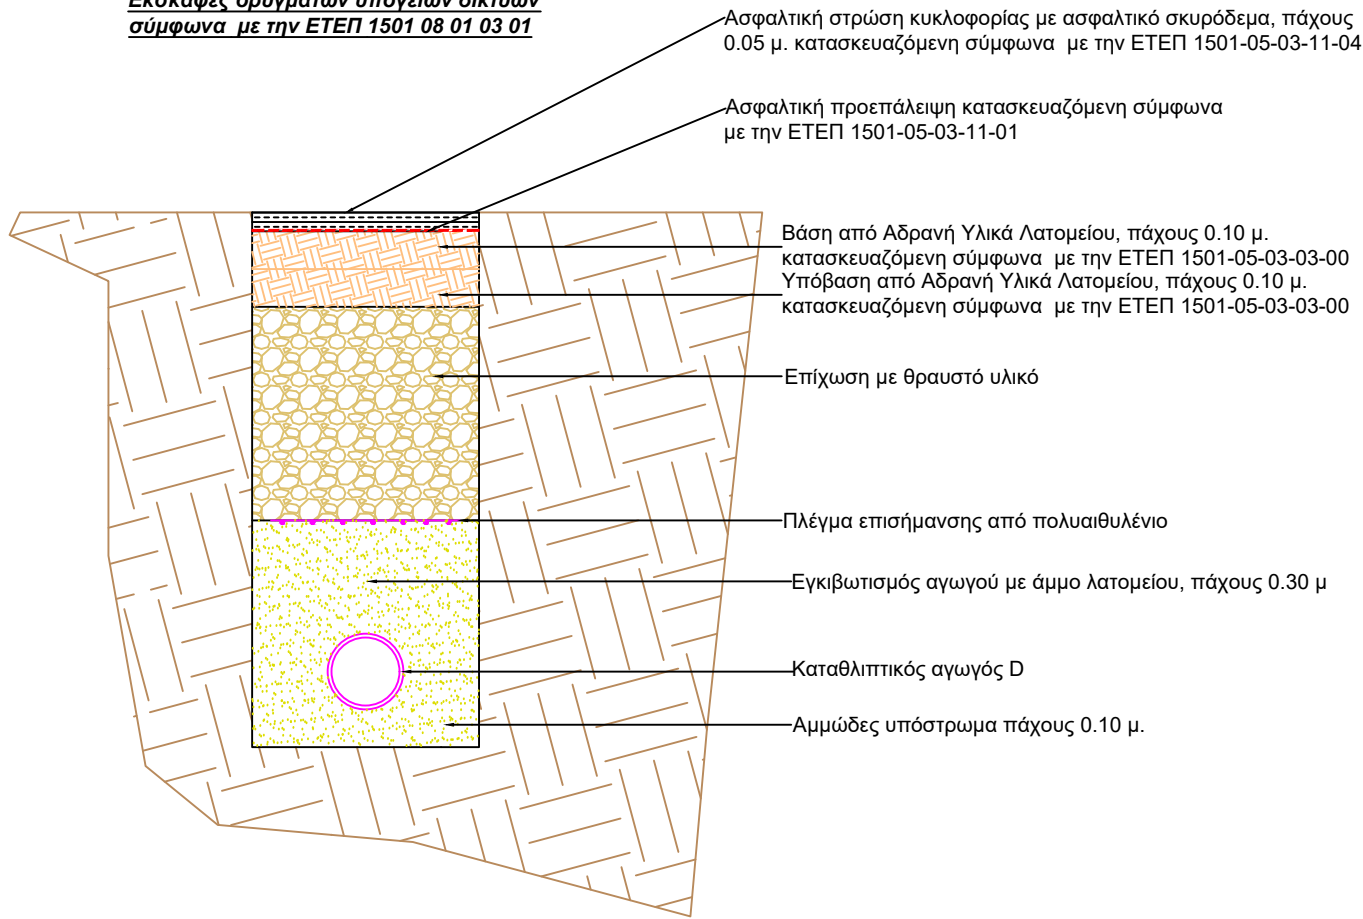 Εκσκαφές ορυγμάτων υπογείων δικτύων
σύμφωνα με την ΕΤΕΠ 1501 08 01 03 01
Ασφαλτική στρώση κυκλοφορίας με ασφαλτικό σκυρόδεμα, πάχους
0.05 μ. κατασκευαζόμενη σύμφωνα με την ΕΤΕΠ 1501-05-03-11-04
Ασφαλτική προεπάλειψη κατασκευαζόμενη σύμφωνα
με την ΕΤΕΠ 1501-05-03-11-01
Βάση από Αδρανή Υλικά Λατομείου, πάχους 0.10 μ.
κατασκευαζόμενη σύμφωνα με την ΕΤΕΠ 1501-05-03-03-00
Υπόβαση από Αδρανή Υλικά Λατομείου, πάχους 0.10 μ.
κατασκευαζόμενη σύμφωνα με την ΕΤΕΠ 1501-05-03-03-00
Επίχωση με θραυστό υλικό
Πλέγμα επισήμανσης από πολυαιθυλένιο
Εγκιβωτισμός αγωγού με άμμο λατομείου, πάχους 0.30 μ
Καταθλιπτικός αγωγός D
Αμμώδες υπόστρωμα πάχους 0.10 μ.